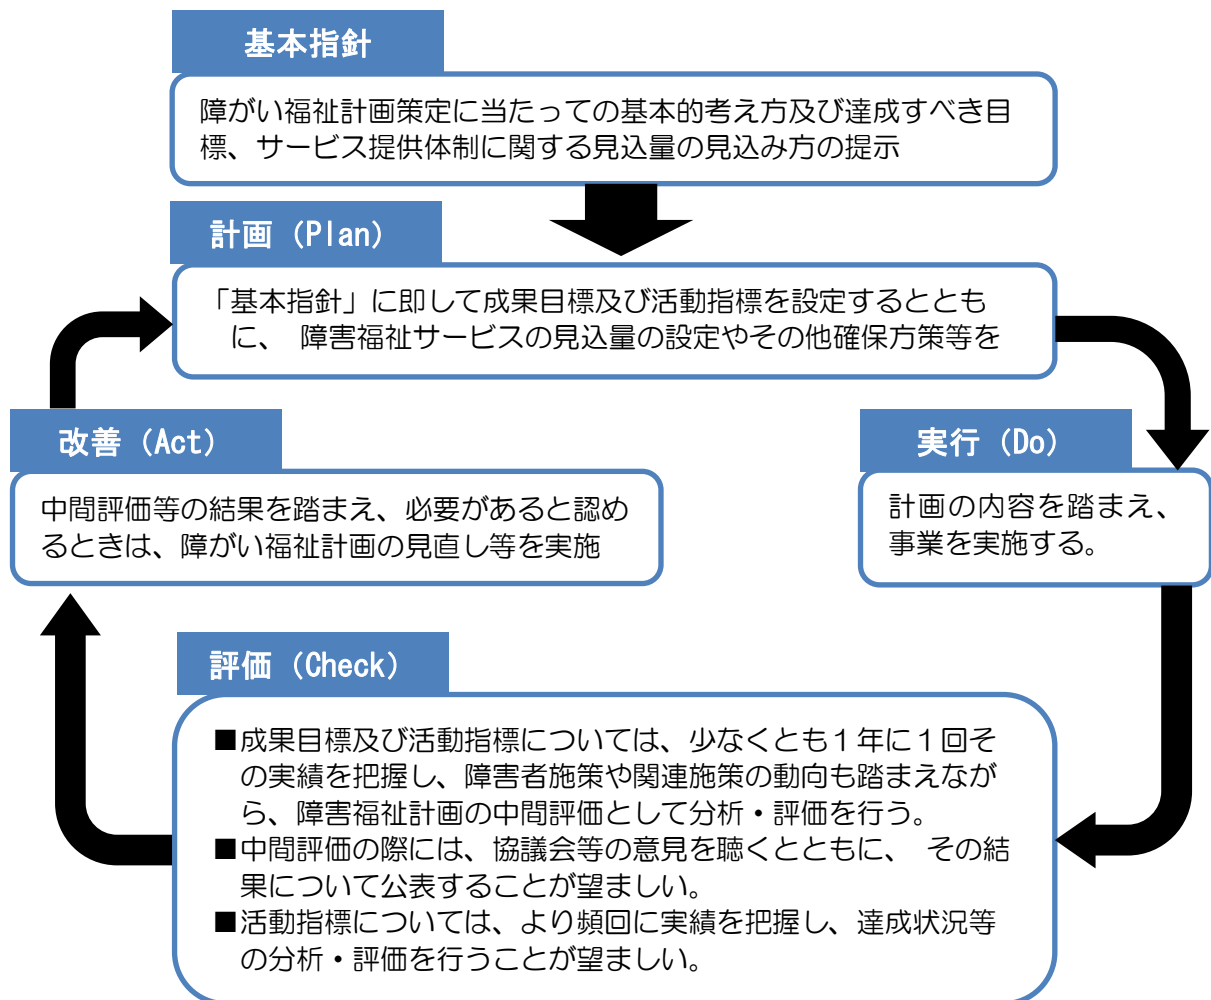 基本指針
障がい福祉計画策定に当たっての基本的考え方及び達成すべき目
標、サービス提供体制に関する見込量の見込み方の提示
計画（Plan）
「基本指針」に即して成果目標及び活動指標を設定するととも
に、 障害福祉サービスの見込量の設定やその他確保方策等を
改善（Act）
中間評価等の結果を踏まえ、必要があると認め
るときは、障がい福祉計画の見直し等を実施
実行（Do）
計画の内容を踏まえ、
事業を実施する。
評価（Check）
■成果目標及び活動指標については、少なくとも１年に１回そ
の実績を把握し、障害者施策や関連施策の動向も踏まえなが
ら、障害福祉計画の中間評価として分析・評価を行う。
■中間評価の際には、協議会等の意見を聴くとともに、 その結
果について公表することが望ましい。
■活動指標については、より頻回に実績を把握し、達成状況等
の分析・評価を行うことが望ましい。